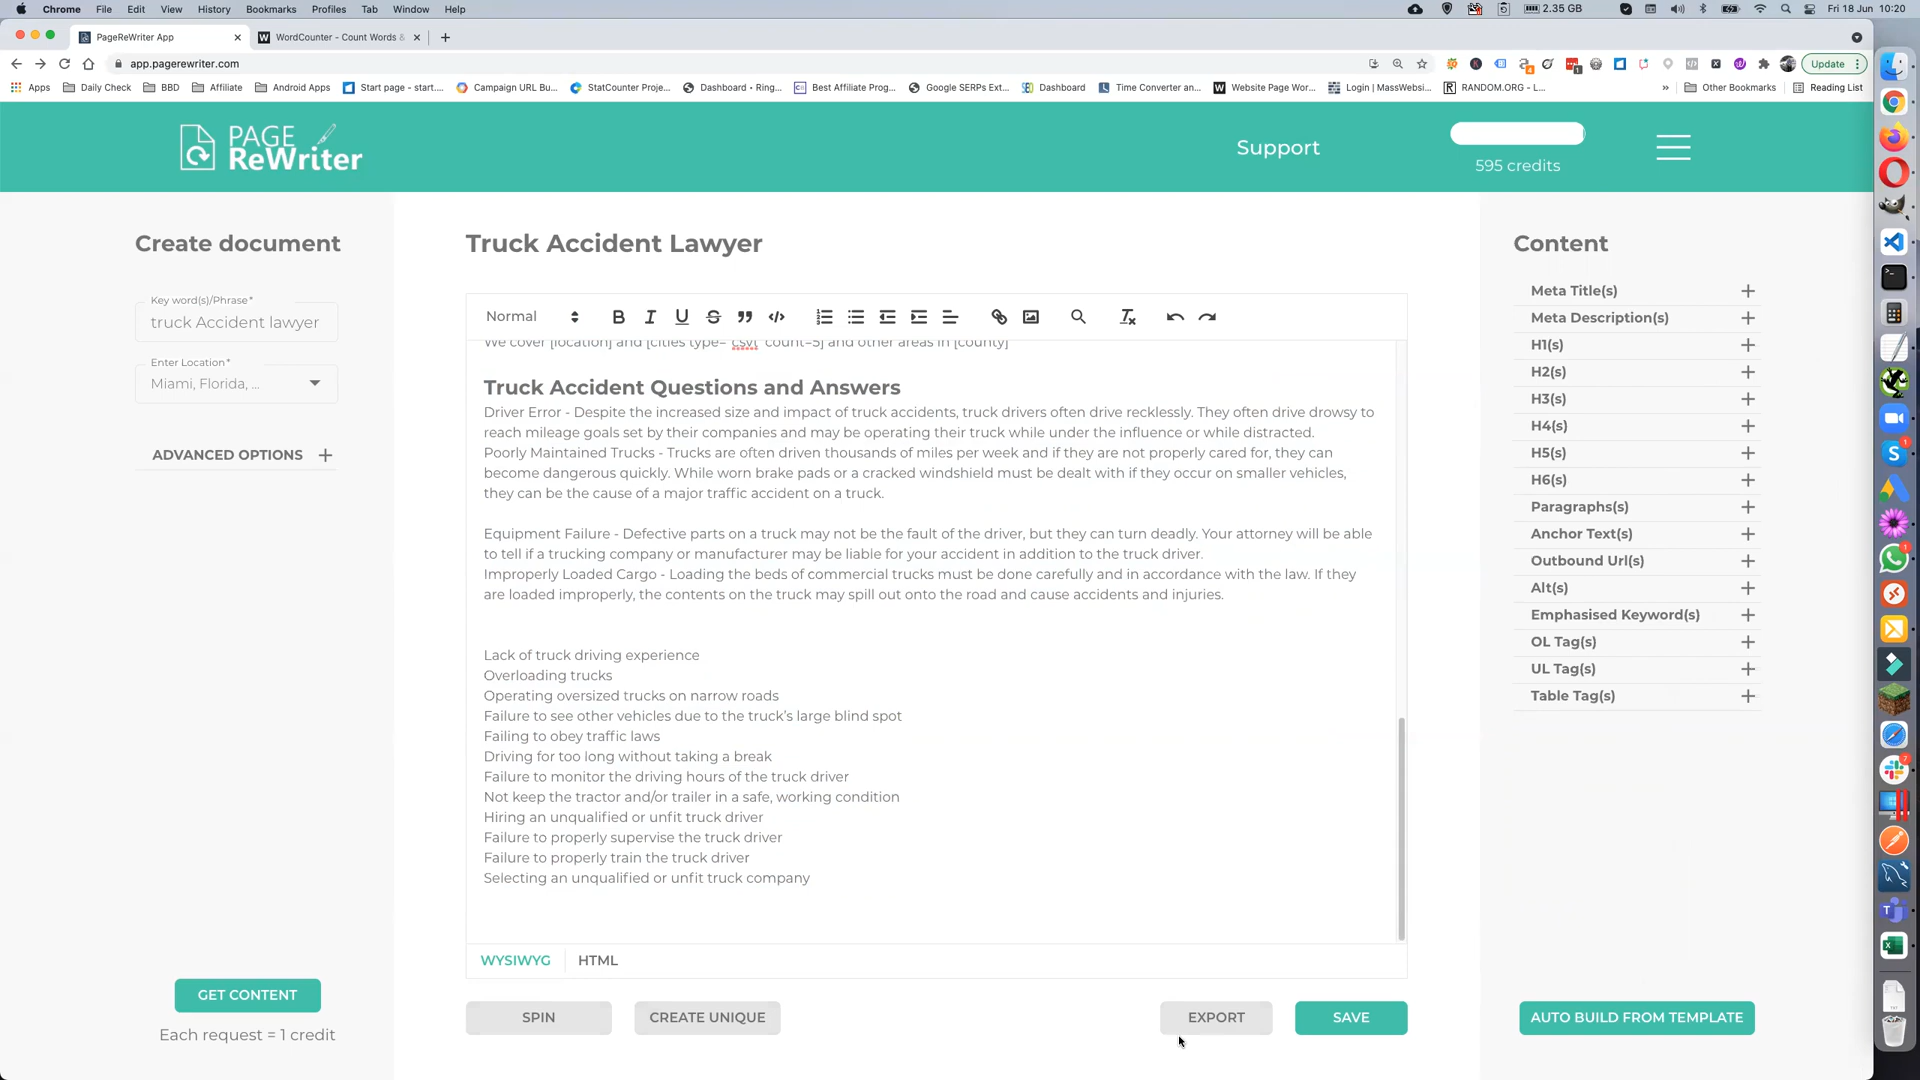 Chrome File Edit View History Bookmarks Profiles Tab Window Help
2.35 GB Fri 18 Jun 10:20
PageReWriter App
WordCounter - Count Words &
app.pagerewriter.com
Update
Apps Daily Check BBD Affiliate Android Apps Start page - start.... Campaign URL Bu... StatCounter Proje... Dashboard • Ring... Best Affiliate Prog... Google SERPs Ext... Dashboard Time Converter an... Website Page Wor... Login | MassWebsi... RANDOM.ORG - L... » Other Bookmarks Reading List
PAGE
ReWriter
Support
595 credits
Create document
Key word(s)/Phrase*
truck Accident lawyer
Enter Location*
Miami, Florida, ...
ADVANCED OPTIONS +
GET CONTENT
Each request = 1 credit
Truck Accident Lawyer
Normal
We cover [location] and [cities type= csv, count=5] and other areas in [county]
Truck Accident Questions and Answers
Driver Error - Despite the increased size and impact of truck accidents, truck drivers often drive recklessly. They often drive drowsy to
reach mileage goals set by their companies and may be operating their truck while under the influence or while distracted.
Poorly Maintained Trucks - Trucks are often driven thousands of miles per week and if they are not properly cared for, they can
become dangerous quickly. While worn brake pads or a cracked windshield must be dealt with if they occur on smaller vehicles,
they can be the cause of a major traffic accident on a truck.
Equipment Failure - Defective parts on a truck may not be the fault of the driver, but they can turn deadly. Your attorney will be able
to tell if a trucking company or manufacturer may be liable for your accident in addition to the truck driver.
Improperly Loaded Cargo - Loading the beds of commercial trucks must be done carefully and in accordance with the law. If they
are loaded improperly, the contents on the truck may spill out onto the road and cause accidents and injuries.
Lack of truck driving experience
Overloading trucks
Operating oversized trucks on narrow roads
Failure to see other vehicles due to the truck's large blind spot
Failing to obey traffic laws
Driving for too long without taking a break
Failure to monitor the driving hours of the truck driver
Not keep the tractor and/or trailer in a safe, working condition
Hiring an unqualified or unfit truck driver
Failure to properly supervise the truck driver
Failure to properly train the truck driver
Selecting an unqualified or unfit truck company
WYSIWYG HTML
SPIN
CREATE UNIQUE
EXPORT
SAVE
Content
Meta Title(s) +
Meta Description(s) +
H1(s) +
H2(s) +
H3(s) +
H4(s) +
H5(s) +
H6(s) +
Paragraphs(s) +
Anchor Text(s) +
Outbound Url(s) +
Alt(s) +
Emphasised Keyword(s) +
OL Tag(s) +
UL Tag(s) +
Table Tag(s) +
AUTO BUILD FROM TEMPLATE